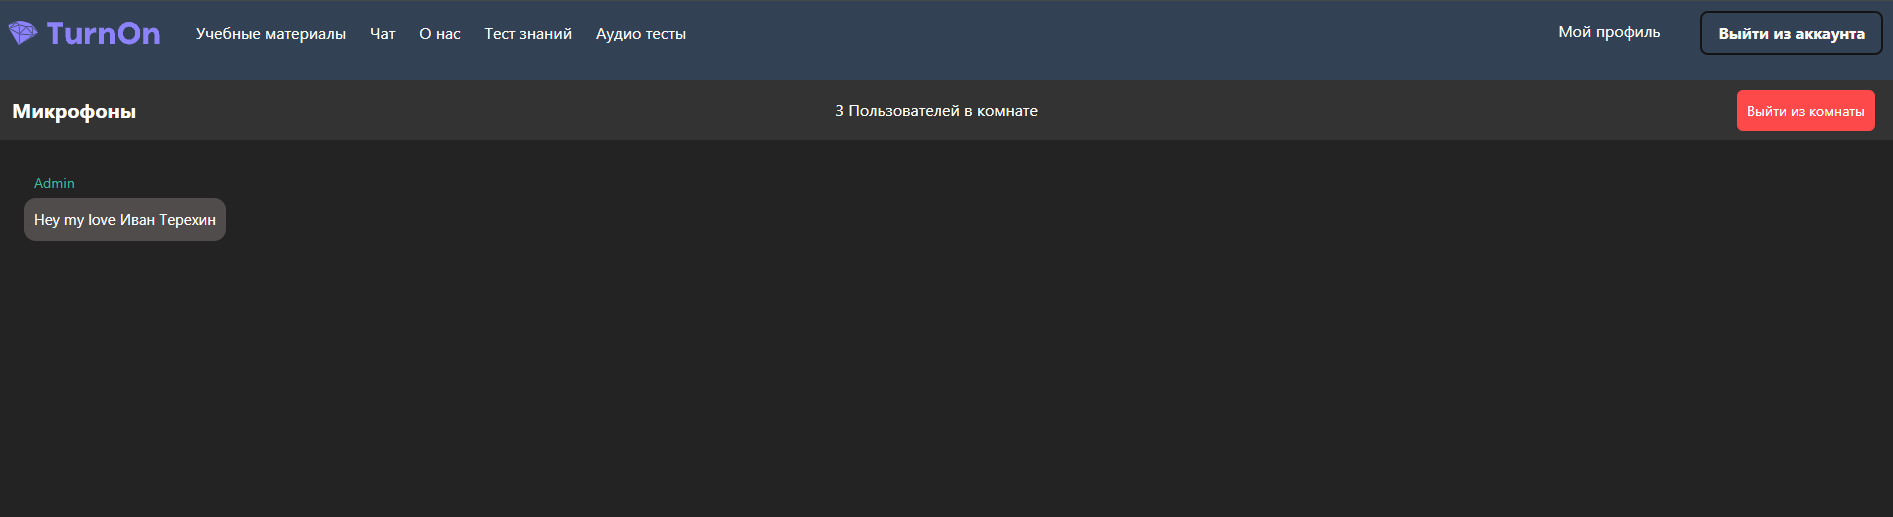 TurnOn Учебные материалы Чат О нас Тест знаний Аудио тесты Мой профиль Выйти из аккаунта
Микрофоны 3 Пользователей в комнате Выйти из комнаты
Admin
Hey my love Иван Терехин